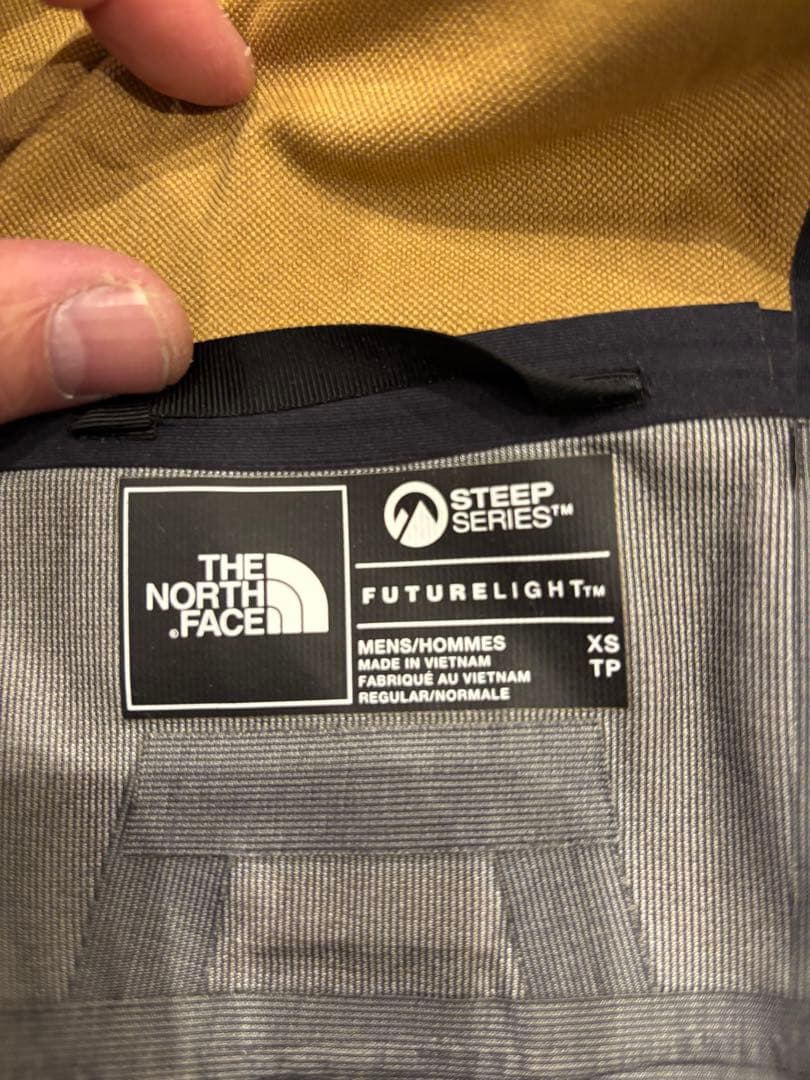 THE
NORTH
®FACE
STEEP
SERIES™
FUTURELIGHT™
MENS/HOMMES XS
MADE IN VIETNAM TP
FABRIQUÉ AU VIETNAM
REGULAR/NORMALE